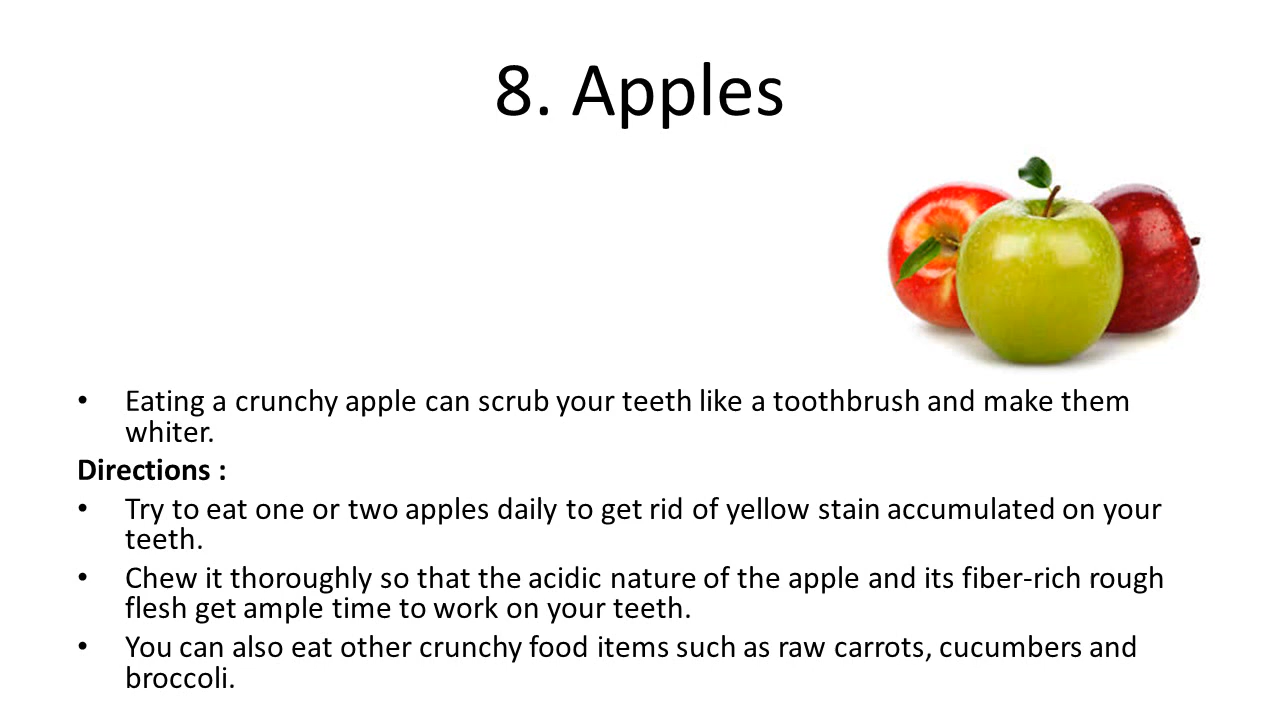 8. Apples
• Eating a crunchy apple can scrub your teeth like a toothbrush and make them
whiter.
Directions :
• Try to eat one or two apples daily to get rid of yellow stain accumulated on your
teeth.
• Chew it thoroughly so that the acidic nature of the apple and its fiber-rich rough
flesh get ample time to work on your teeth.
• You can also eat other crunchy food items such as raw carrots, cucumbers and
broccoli.